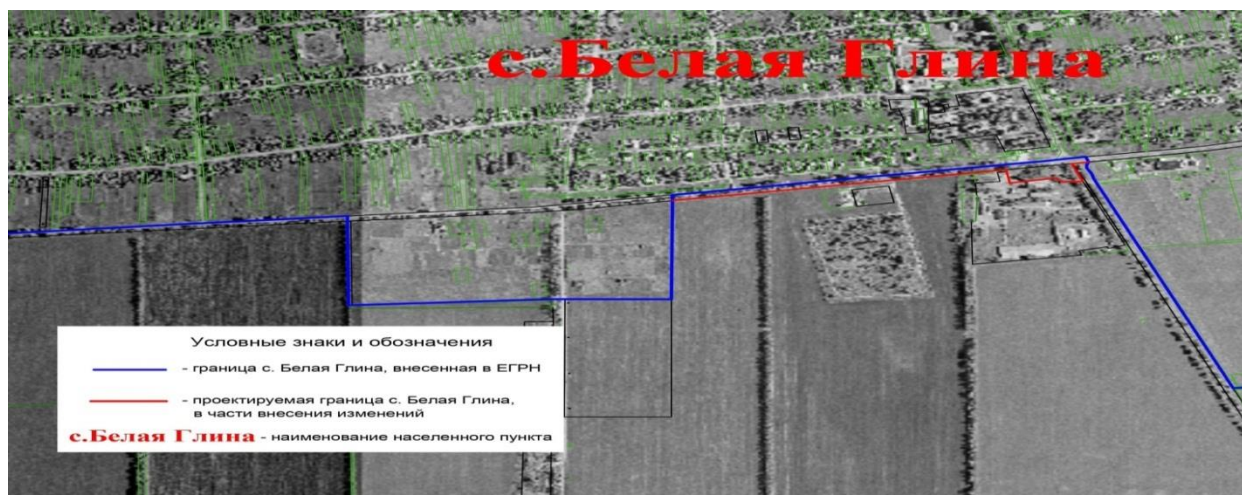 с.Белая Глина
Условные знаки и обозначения
- граница с. Белая Глина, внесенная в ЕГРН
- проектируемая граница с. Белая Глина,
в части внесения изменений
с.Белая Глина - наименование населенного пункта